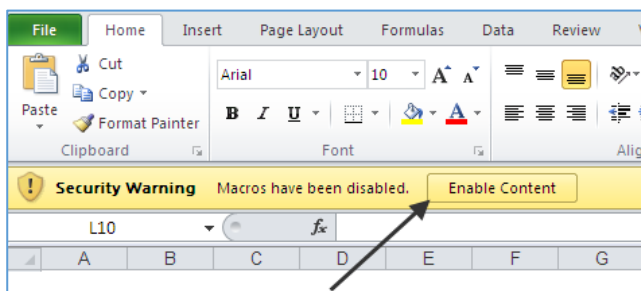 File Home Insert Page Layout Formulas Data Review
Cut
Arial 10 A A
Copy
Paste
Format Painter
B I U A
Clipboard Font Alig
Security Warning Macros have been disabled. Enable Content
L10 fx
A B C D E F G